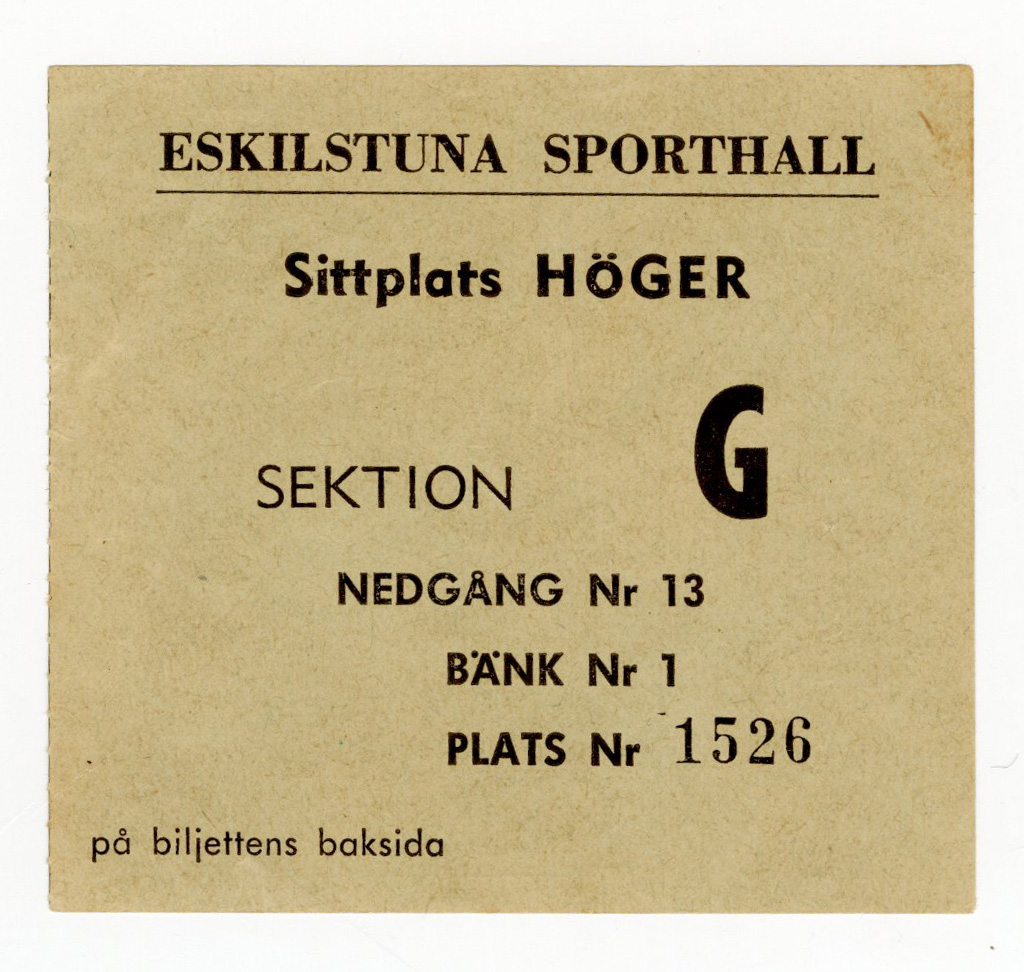 ESKILSTUNA SPORTHALL
Sittplats HÖGER
SEKTION G
NEDGÅNG Nr 13
BÄNK Nr 1
PLATS Nr 1526
på biljettens baksida